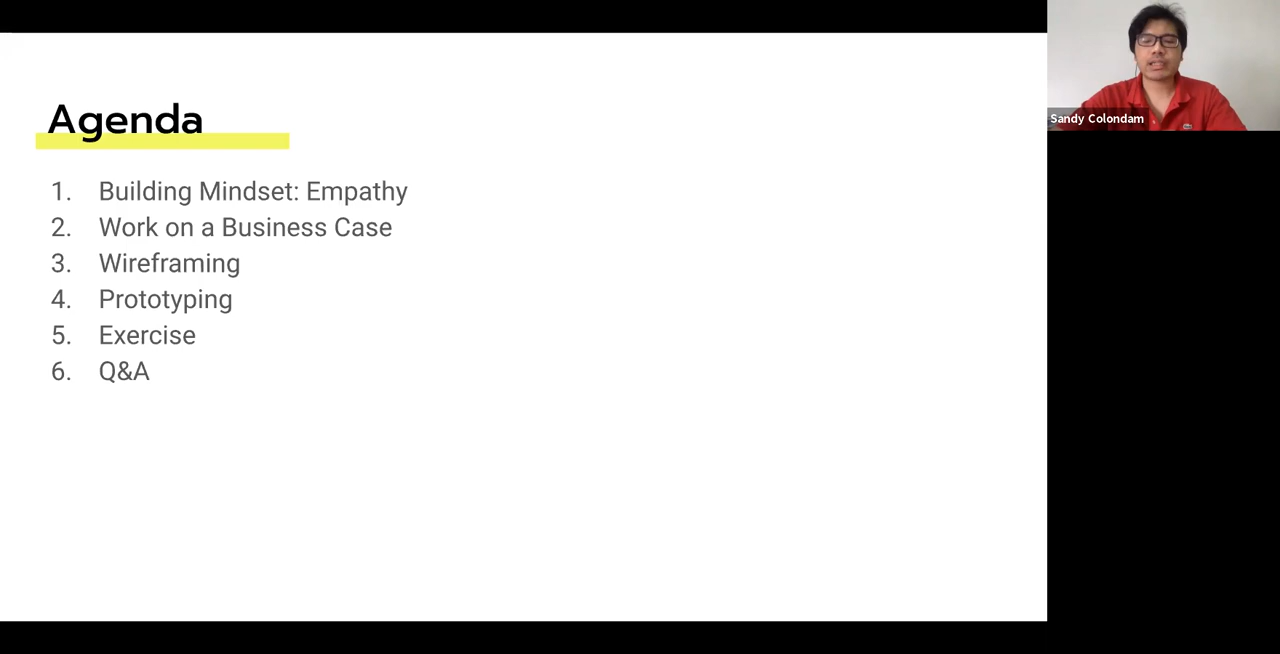 Agenda
1. Building Mindset: Empathy
2. Work on a Business Case
3. Wireframing
4. Prototyping
5. Exercise
6. Q&A
Sandy Colondam